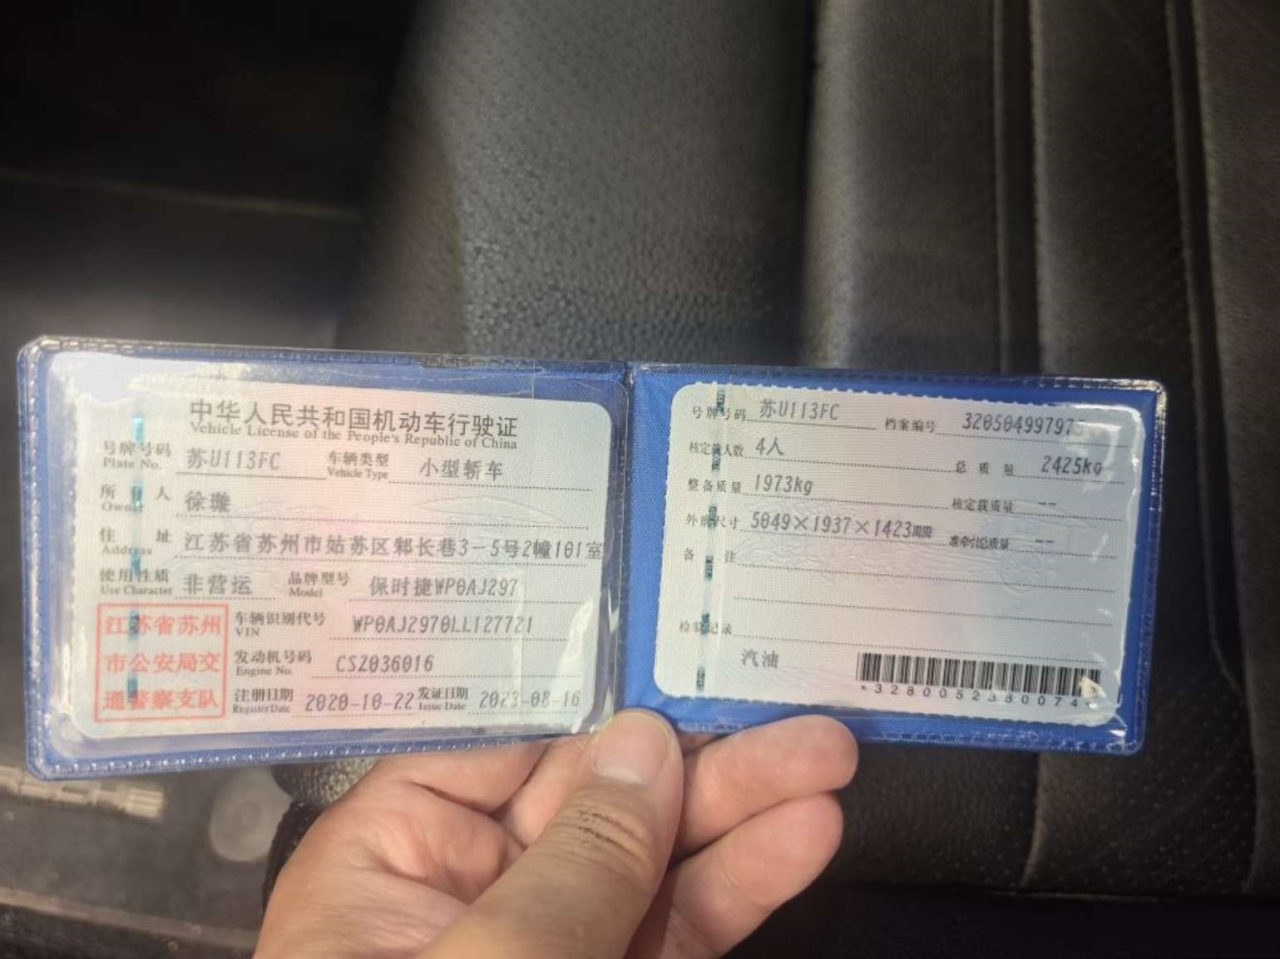 中华人民共和国机动车行驶证
Vehicle License of the People's Republic of China
号牌号码 苏U113FC 车辆类型 小型轿车
Plate No. Vehicle Type
所有人 徐璇
Owner
住址 江苏省苏州市姑苏区邾长巷3-5号2幢101室
Address
使用性质 非营运 品牌型号 保时捷WP0AJ297
Use Character Model
江苏省苏州
市公安局交
通警察支队
车辆识别代号 WP0AJ2970LL127721
VIN
发动机号码 CSZ036016
Engine No.
注册日期 2020-10-22 发证日期 2023-08-16
Register Date Issue Date
号牌号码 苏U113FC 档案编号
核定载人数 4人 总质量 2425kg
整备质量 1973kg 核定载质量 --
外廓尺寸 5049×1937×1423mm 准牵引总质量 --
备注
检验记录
汽油